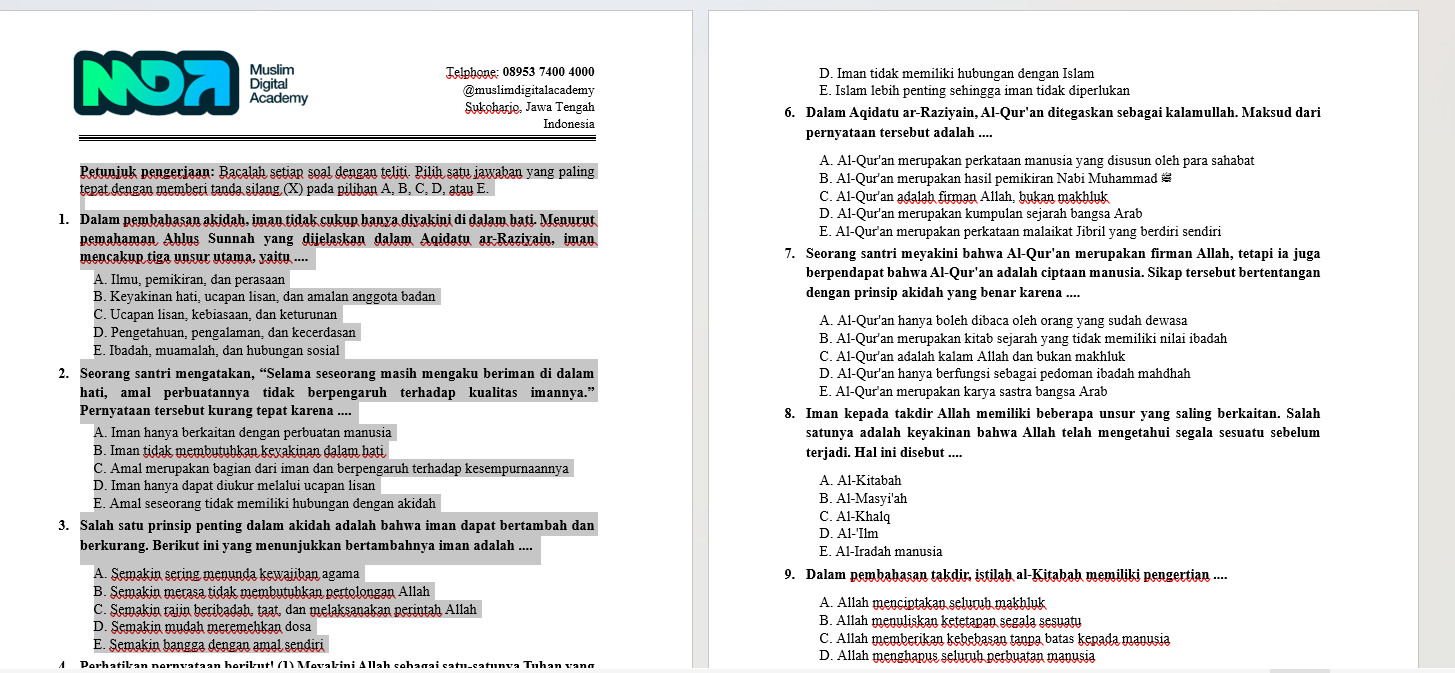 MDA
Muslim
Digital
Academy
Telphone: 08953 7400 4000
@muslimdigitalacademy
Sukoharjo, Jawa Tengah
Indonesia
Petunjuk pengerjaan: Bacalah setiap soal dengan teliti. Pilih satu jawaban yang paling
tepat dengan memberi tanda silang (X) pada pilihan A, B, C, D, atau E.
1. Dalam pembahasan akidah, iman tidak cukup hanya diyakini di dalam hati. Menurut
pemahaman Ahlus Sunnah yang dijelaskan dalam Aqidatu ar-Raziyain, iman
mencakup tiga unsur utama, yaitu ....
A. Ilmu, pemikiran, dan perasaan
B. Keyakinan hati, ucapan lisan, dan amalan anggota badan
C. Ucapan lisan, kebiasaan, dan keturunan
D. Pengetahuan, pengalaman, dan kecerdasan
E. Ibadah, muamalah, dan hubungan sosial
2. Seorang santri mengatakan, “Selama seseorang masih mengaku beriman di dalam
hati, amal perbuatannya tidak berpengaruh terhadap kualitas imannya.”
Pernyataan tersebut kurang tepat karena ....
A. Iman hanya berkaitan dengan perbuatan manusia
B. Iman tidak membutuhkan keyakinan dalam hati
C. Amal merupakan bagian dari iman dan berpengaruh terhadap kesempurnaannya
D. Iman hanya dapat diukur melalui ucapan lisan
E. Amal seseorang tidak memiliki hubungan dengan akidah
3. Salah satu prinsip penting dalam akidah adalah bahwa iman dapat bertambah dan
berkurang. Berikut ini yang menunjukkan bertambahnya iman adalah ....
A. Semakin sering menunda kewajiban agama
B. Semakin merasa tidak membutuhkan pertolongan Allah
C. Semakin rajin beribadah, taat, dan melaksanakan perintah Allah
D. Semakin mudah meremehkan dosa
E. Semakin bangga dengan amal sendiri
4. Perhatikan pernyataan berikut! (1) Meyakini Allah sebagai satu-satunya Tuhan yang
D. Iman tidak memiliki hubungan dengan Islam
E. Islam lebih penting sehingga iman tidak diperlukan
6. Dalam Aqidatu ar-Raziyain, Al-Qur'an ditegaskan sebagai kalamullah. Maksud dari
pernyataan tersebut adalah ....
A. Al-Qur'an merupakan perkataan manusia yang disusun oleh para sahabat
B. Al-Qur'an merupakan hasil pemikiran Nabi Muhammad ﷺ
C. Al-Qur'an adalah firman Allah, bukan makhluk
D. Al-Qur'an merupakan kumpulan sejarah bangsa Arab
E. Al-Qur'an merupakan perkataan malaikat Jibril yang berdiri sendiri
7. Seorang santri meyakini bahwa Al-Qur'an merupakan firman Allah, tetapi ia juga
berpendapat bahwa Al-Qur'an adalah ciptaan manusia. Sikap tersebut bertentangan
dengan prinsip akidah yang benar karena ....
A. Al-Qur'an hanya boleh dibaca oleh orang yang sudah dewasa
B. Al-Qur'an merupakan kitab sejarah yang tidak memiliki nilai ibadah
C. Al-Qur'an adalah kalam Allah dan bukan makhluk
D. Al-Qur'an hanya berfungsi sebagai pedoman ibadah mahdhah
E. Al-Qur'an merupakan karya sastra bangsa Arab
8. Iman kepada takdir Allah memiliki beberapa unsur yang saling berkaitan. Salah
satunya adalah keyakinan bahwa Allah telah mengetahui segala sesuatu sebelum
terjadi. Hal ini disebut ....
A. Al-Kitabah
B. Al-Masyi'ah
C. Al-Khalq
D. Al-'Ilm
E. Al-Iradah manusia
9. Dalam pembahasan takdir, istilah al-Kitabah memiliki pengertian ....
A. Allah menciptakan seluruh makhluk
B. Allah menuliskan ketetapan segala sesuatu
C. Allah memberikan kebebasan tanpa batas kepada manusia
D. Allah menghapus seluruh perbuatan manusia